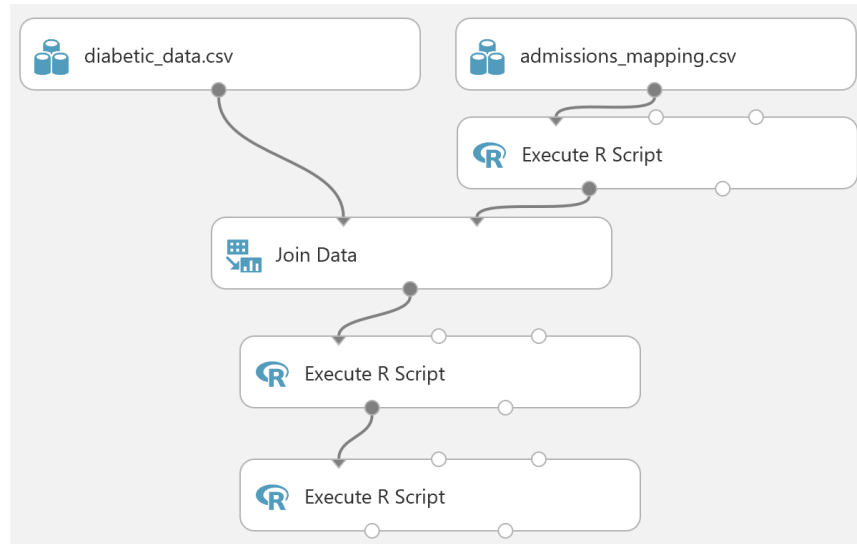 diabetic_data.csv
admissions_mapping.csv
Execute R Script
Join Data
Execute R Script
Execute R Script